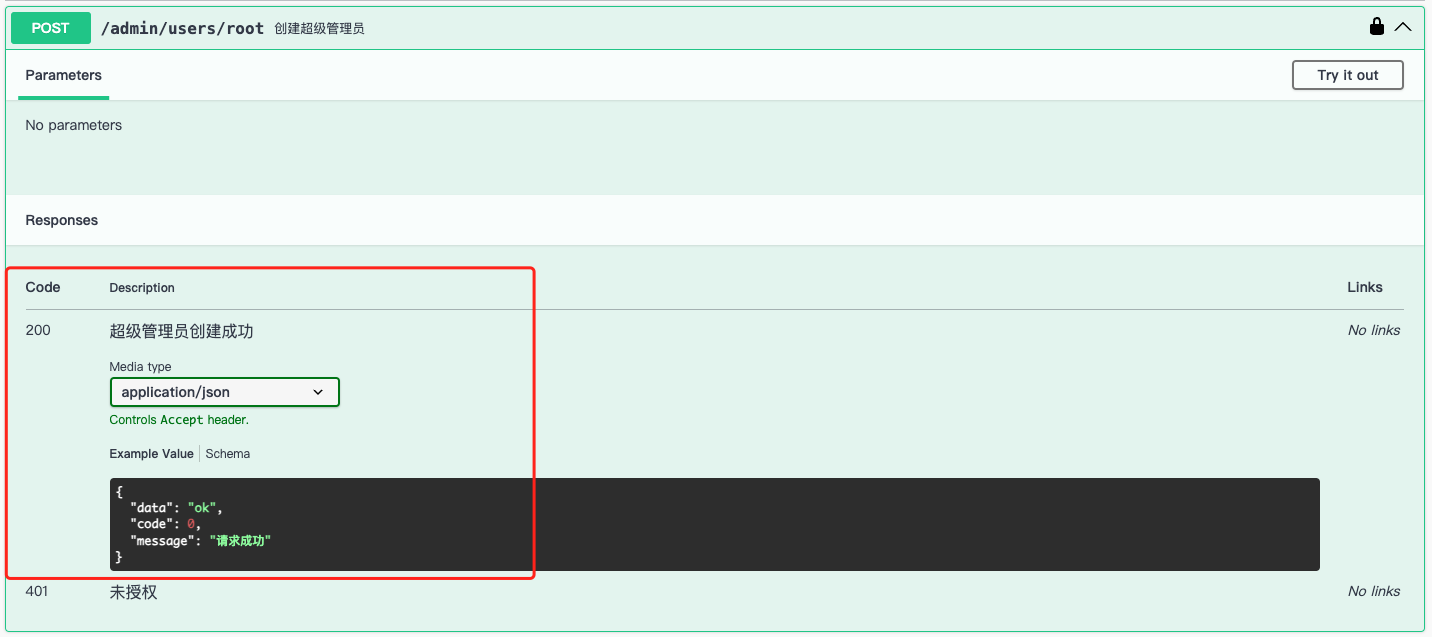 POST /admin/users/root 创建超级管理员
Parameters
Try it out
No parameters
Responses
Code Description Links
200 超级管理员创建成功 No links
Media type
application/json
Controls Accept header.
Example Value Schema
{
"data": "ok",
"code": 0,
"message": "请求成功"
}
401 未授权 No links